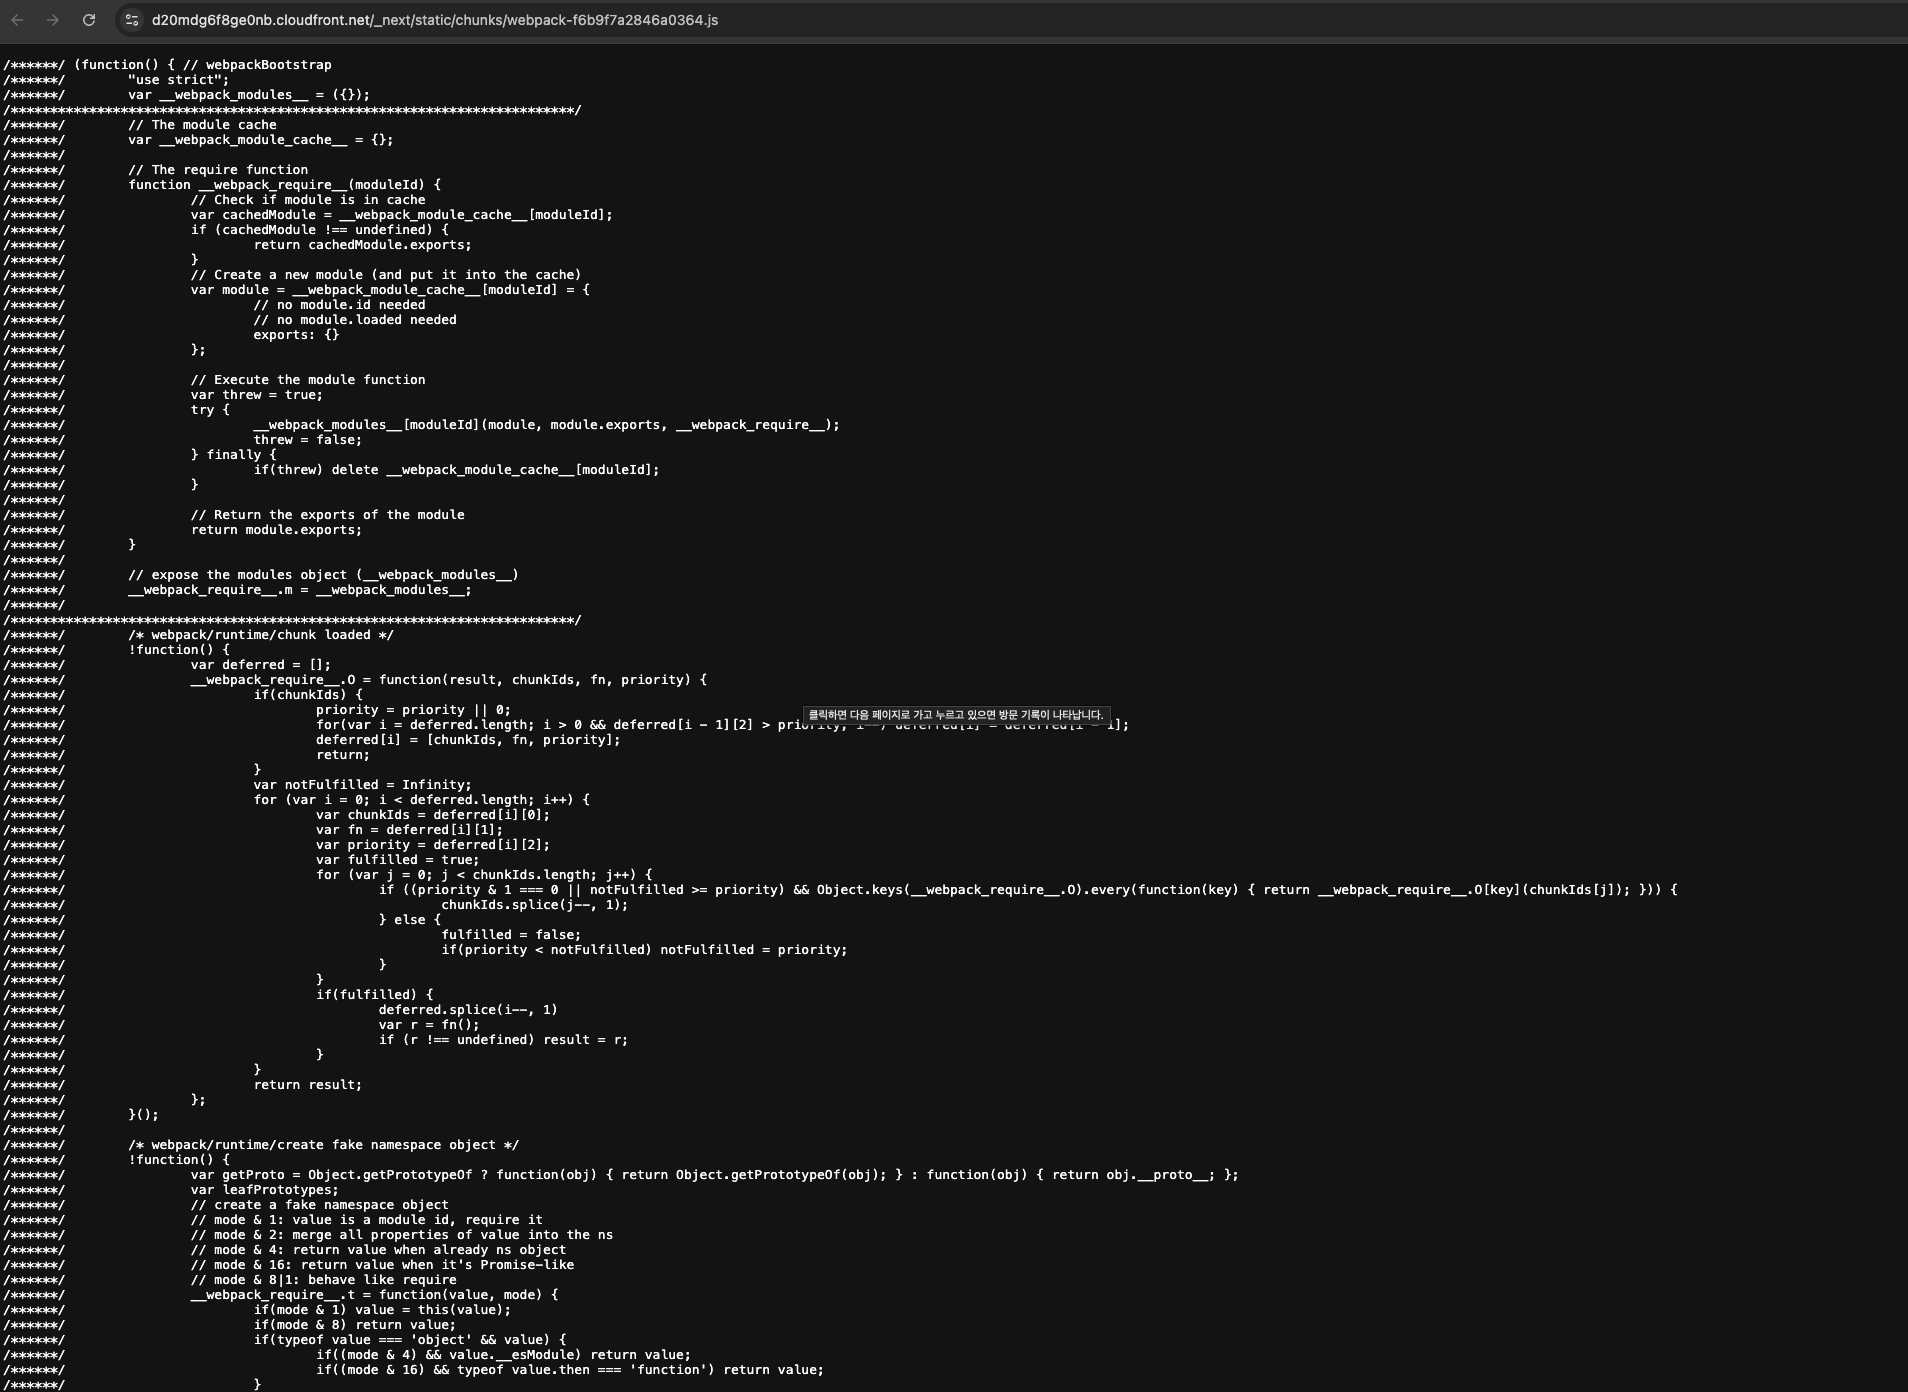 d20mdg6f8ge0nb.cloudfront.net/_next/static/chunks/webpack-f6b9f7a2846a0364.js
/******/ (function() { // webpackBootstrap
/******/ 	"use strict";
/******/ 	var __webpack_modules__ = ({});
/************************************************************************/
/******/ 	// The module cache
/******/ 	var __webpack_module_cache__ = {};
/******/
/******/ 	// The require function
/******/ 	function __webpack_require__(moduleId) {
/******/ 		// Check if module is in cache
/******/ 		var cachedModule = __webpack_module_cache__[moduleId];
/******/ 		if (cachedModule !== undefined) {
/******/ 			return cachedModule.exports;
/******/ 		}
/******/ 		// Create a new module (and put it into the cache)
/******/ 		var module = __webpack_module_cache__[moduleId] = {
/******/ 			// no module.id needed
/******/ 			// no module.loaded needed
/******/ 			exports: {}
/******/ 		};
/******/
/******/ 		// Execute the module function
/******/ 		var threw = true;
/******/ 		try {
/******/ 			__webpack_modules__[moduleId](module, module.exports, __webpack_require__);
/******/ 			threw = false;
/******/ 		} finally {
/******/ 			if(threw) delete __webpack_module_cache__[moduleId];
/******/ 		}
/******/
/******/ 		// Return the exports of the module
/******/ 		return module.exports;
/******/ 	}
/******/
/******/ 	// expose the modules object (__webpack_modules__)
/******/ 	__webpack_require__.m = __webpack_modules__;
/******/
/************************************************************************/
/******/ 	/* webpack/runtime/chunk loaded */
/******/ 	!function() {
/******/ 		var deferred = [];
/******/ 		__webpack_require__.O = function(result, chunkIds, fn, priority) {
/******/ 			if(chunkIds) {
/******/ 				priority = priority || 0;
클릭하면 다음 페이지로 가고 누르고 있으면 방문 기록이 나타납니다.
/******/ 				for(var i = deferred.length; i > 0 && deferred[i - 1][2] > priority; i--) deferred[i] = deferred[i - 1];
/******/ 				deferred[i] = [chunkIds, fn, priority];
/******/ 				return;
/******/ 			}
/******/ 			var notFulfilled = Infinity;
/******/ 			for (var i = 0; i < deferred.length; i++) {
/******/ 				var chunkIds = deferred[i][0];
/******/ 				var fn = deferred[i][1];
/******/ 				var priority = deferred[i][2];
/******/ 				var fulfilled = true;
/******/ 				for (var j = 0; j < chunkIds.length; j++) {
/******/ 					if ((priority & 1 === 0 || notFulfilled >= priority) && Object.keys(__webpack_require__.O).every(function(key) { return __webpack_require__.O[key](chunkIds[j]); })) {
/******/ 						chunkIds.splice(j--, 1);
/******/ 					} else {
/******/ 						fulfilled = false;
/******/ 						if(priority < notFulfilled) notFulfilled = priority;
/******/ 					}
/******/ 				}
/******/ 				if(fulfilled) {
/******/ 					deferred.splice(i--, 1)
/******/ 					var r = fn();
/******/ 					if (r !== undefined) result = r;
/******/ 				}
/******/ 			}
/******/ 			return result;
/******/ 		};
/******/ 	}();
/******/
/******/ 	/* webpack/runtime/create fake namespace object */
/******/ 	!function() {
/******/ 		var getProto = Object.getPrototypeOf ? function(obj) { return Object.getPrototypeOf(obj); } : function(obj) { return obj.__proto__; };
/******/ 		var leafPrototypes;
/******/ 		// create a fake namespace object
/******/ 		// mode & 1: value is a module id, require it
/******/ 		// mode & 2: merge all properties of value into the ns
/******/ 		// mode & 4: return value when already ns object
/******/ 		// mode & 16: return value when it's Promise-like
/******/ 		// mode & 8|1: behave like require
/******/ 		__webpack_require__.t = function(value, mode) {
/******/ 			if(mode & 1) value = this(value);
/******/ 			if(mode & 8) return value;
/******/ 			if(typeof value === 'object' && value) {
/******/ 				if((mode & 4) && value.__esModule) return value;
/******/ 				if((mode & 16) && typeof value.then === 'function') return value;
/******/ 			}